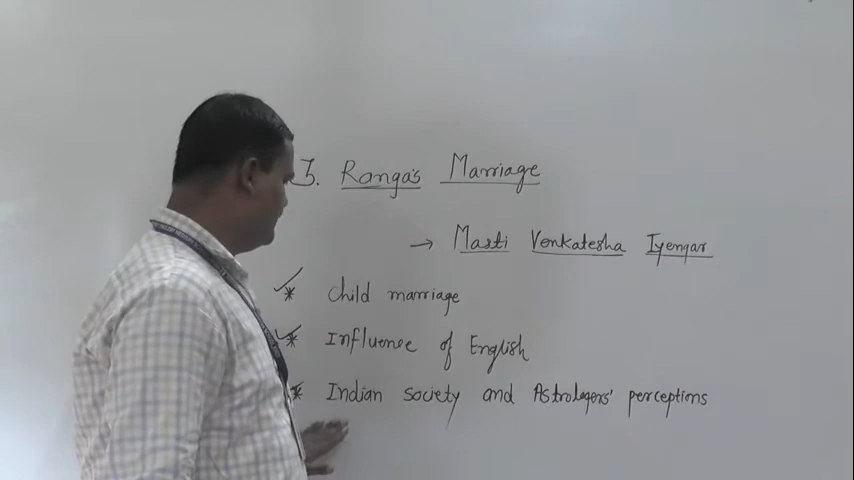 3. Ranga's Marriage
→ Masti Venkatesha Iyengar
* Child marriage
* Influence of English
* Indian society and Astrologers' perceptions